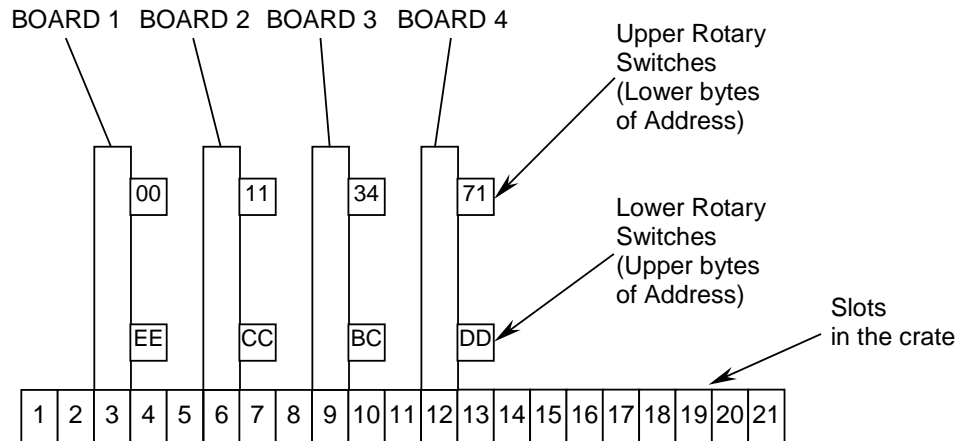 BOARD 1 BOARD 2 BOARD 3 BOARD 4
Upper Rotary
Switches
(Lower bytes
of Address)
00 11 34 71
Lower Rotary
Switches
(Upper bytes
of Address)
EE CC BC DD
Slots
in the crate
1 2 3 4 5 6 7 8 9 10 11 12 13 14 15 16 17 18 19 20 21